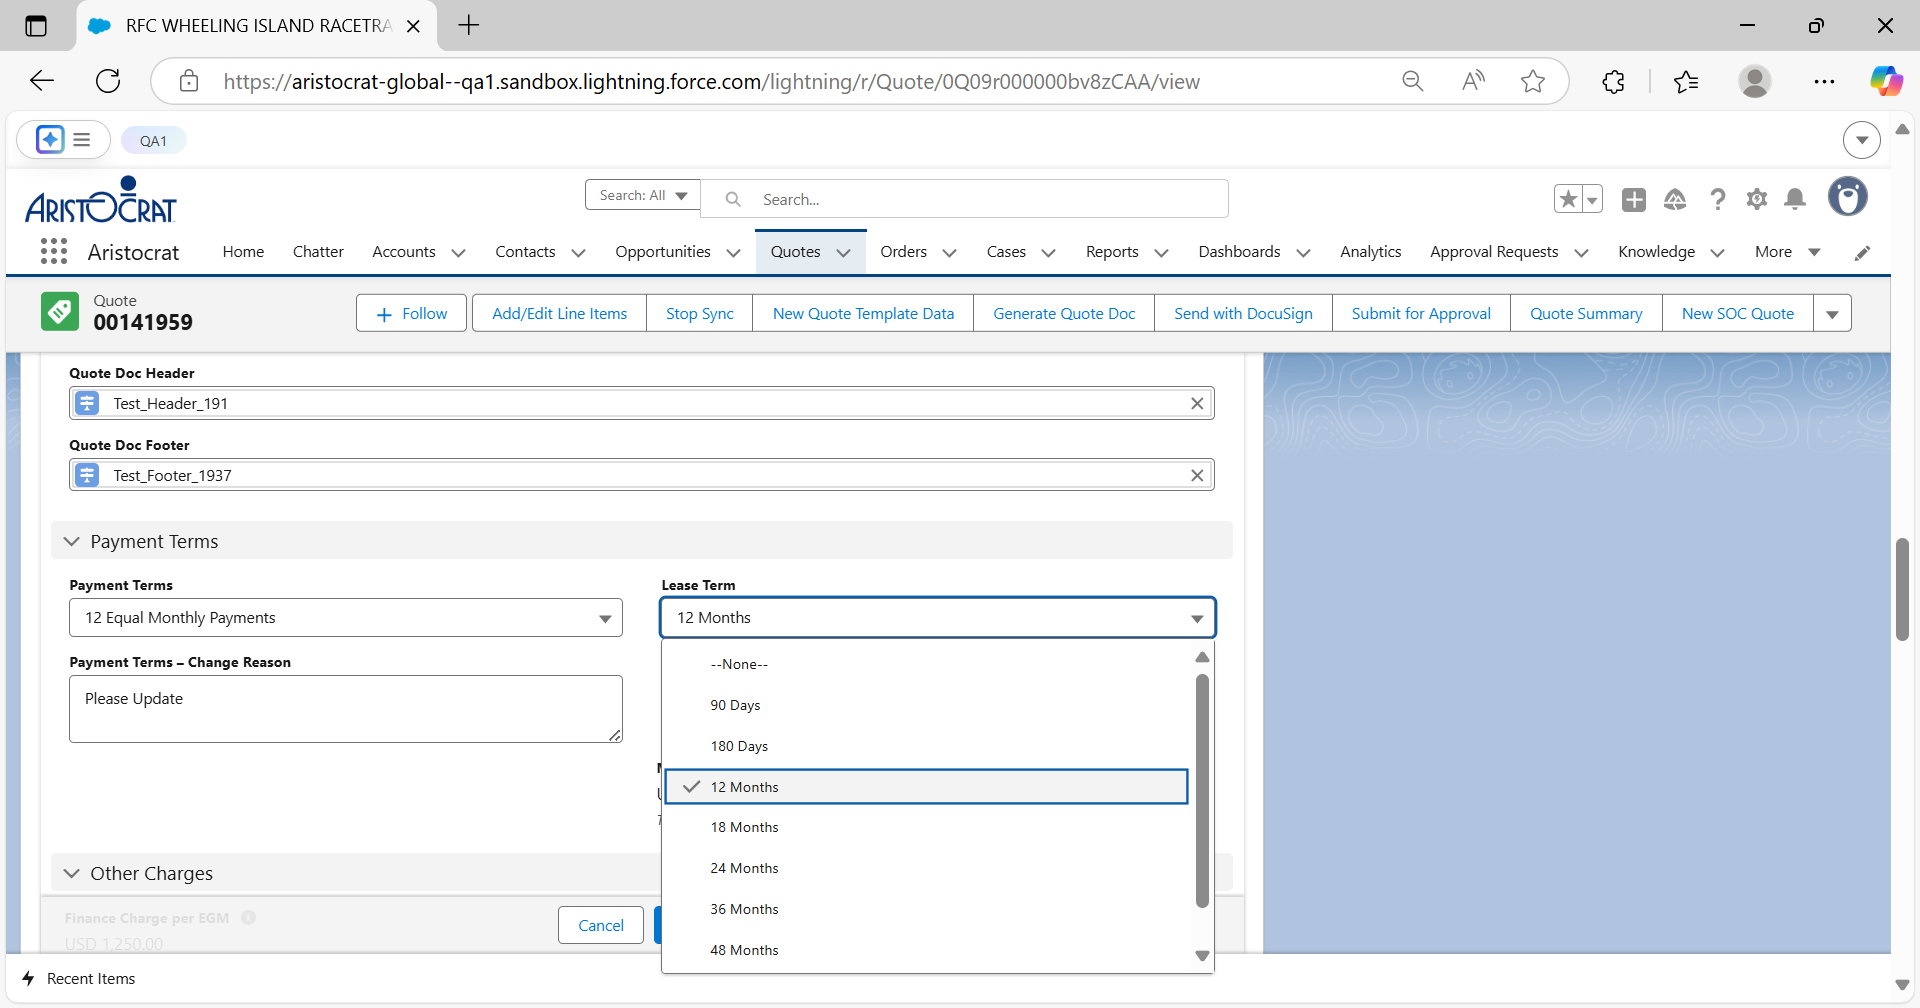 RFC WHEELING ISLAND RACETRA
https://aristocrat-global--qa1.sandbox.lightning.force.com/lightning/r/Quote/0Q09r000000bv8zCAA/view
QA1
ARISTOCRAT
Search: All
Search...
Aristocrat
Home
Chatter
Accounts
Contacts
Opportunities
Quotes
Orders
Cases
Reports
Dashboards
Analytics
Approval Requests
Knowledge
More
Quote
00141959
Follow
Add/Edit Line Items
Stop Sync
New Quote Template Data
Generate Quote Doc
Send with DocuSign
Submit for Approval
Quote Summary
New SOC Quote
Quote Doc Header
Test_Header_191
Quote Doc Footer
Test_Footer_1937
Payment Terms
Payment Terms
12 Equal Monthly Payments
Lease Term
12 Months
Payment Terms – Change Reason
Please Update
--None--
90 Days
180 Days
12 Months
18 Months
24 Months
36 Months
48 Months
Other Charges
Finance Charge per EGM
USD 1,250.00
Cancel
Recent Items